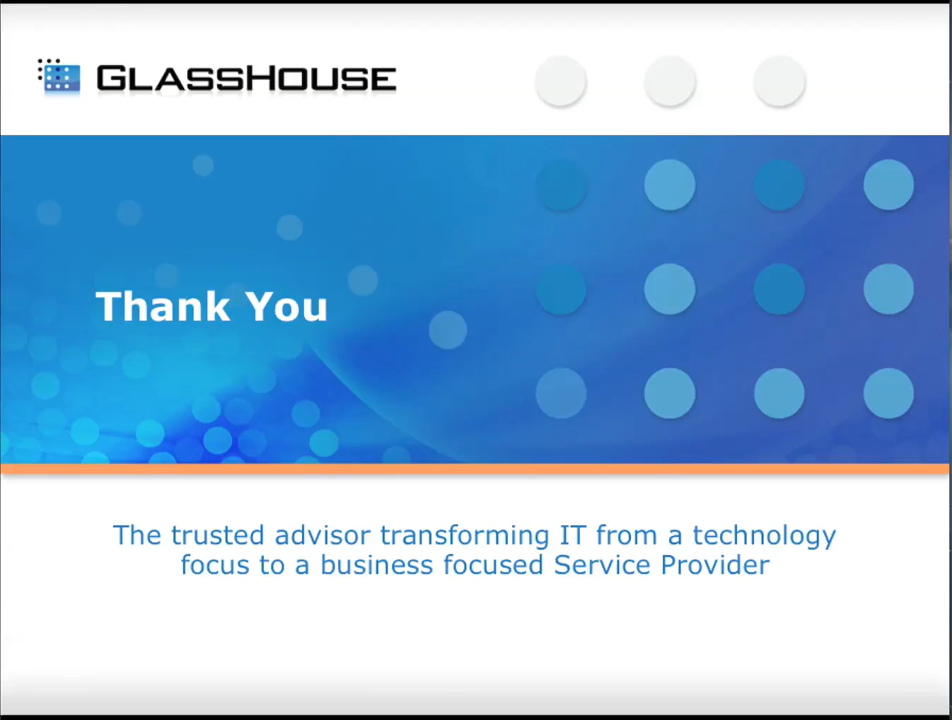 GLASSHOUSE
Thank You
The trusted advisor transforming IT from a technology
focus to a business focused Service Provider